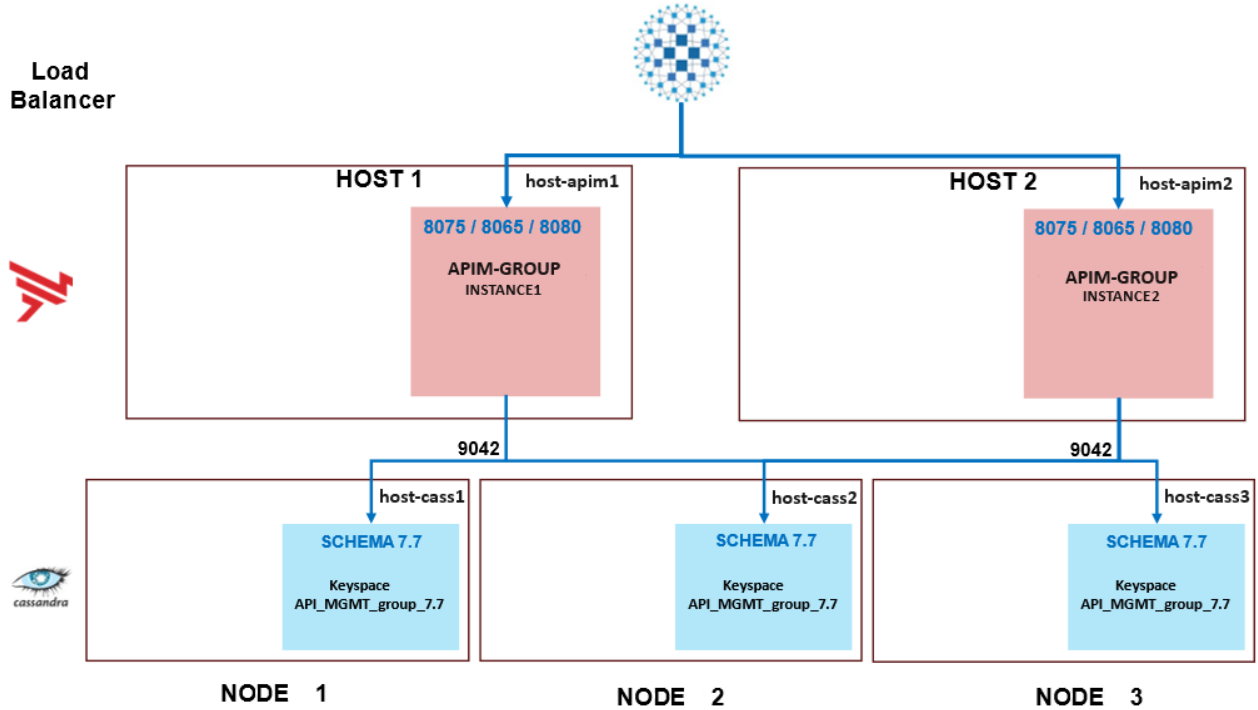 Load
Balancer
HOST 1
host-apim1
HOST 2
host-apim2
8075 / 8065 / 8080
APIM-GROUP
INSTANCE1
8075 / 8065 / 8080
APIM-GROUP
INSTANCE2
9042
9042
host-cass1
host-cass2
host-cass3
SCHEMA 7.7
Keyspace
API_MGMT_group_7.7
SCHEMA 7.7
Keyspace
API_MGMT_group_7.7
SCHEMA 7.7
Keyspace
API_MGMT_group_7.7
cassandra
NODE 1
NODE 2
NODE 3